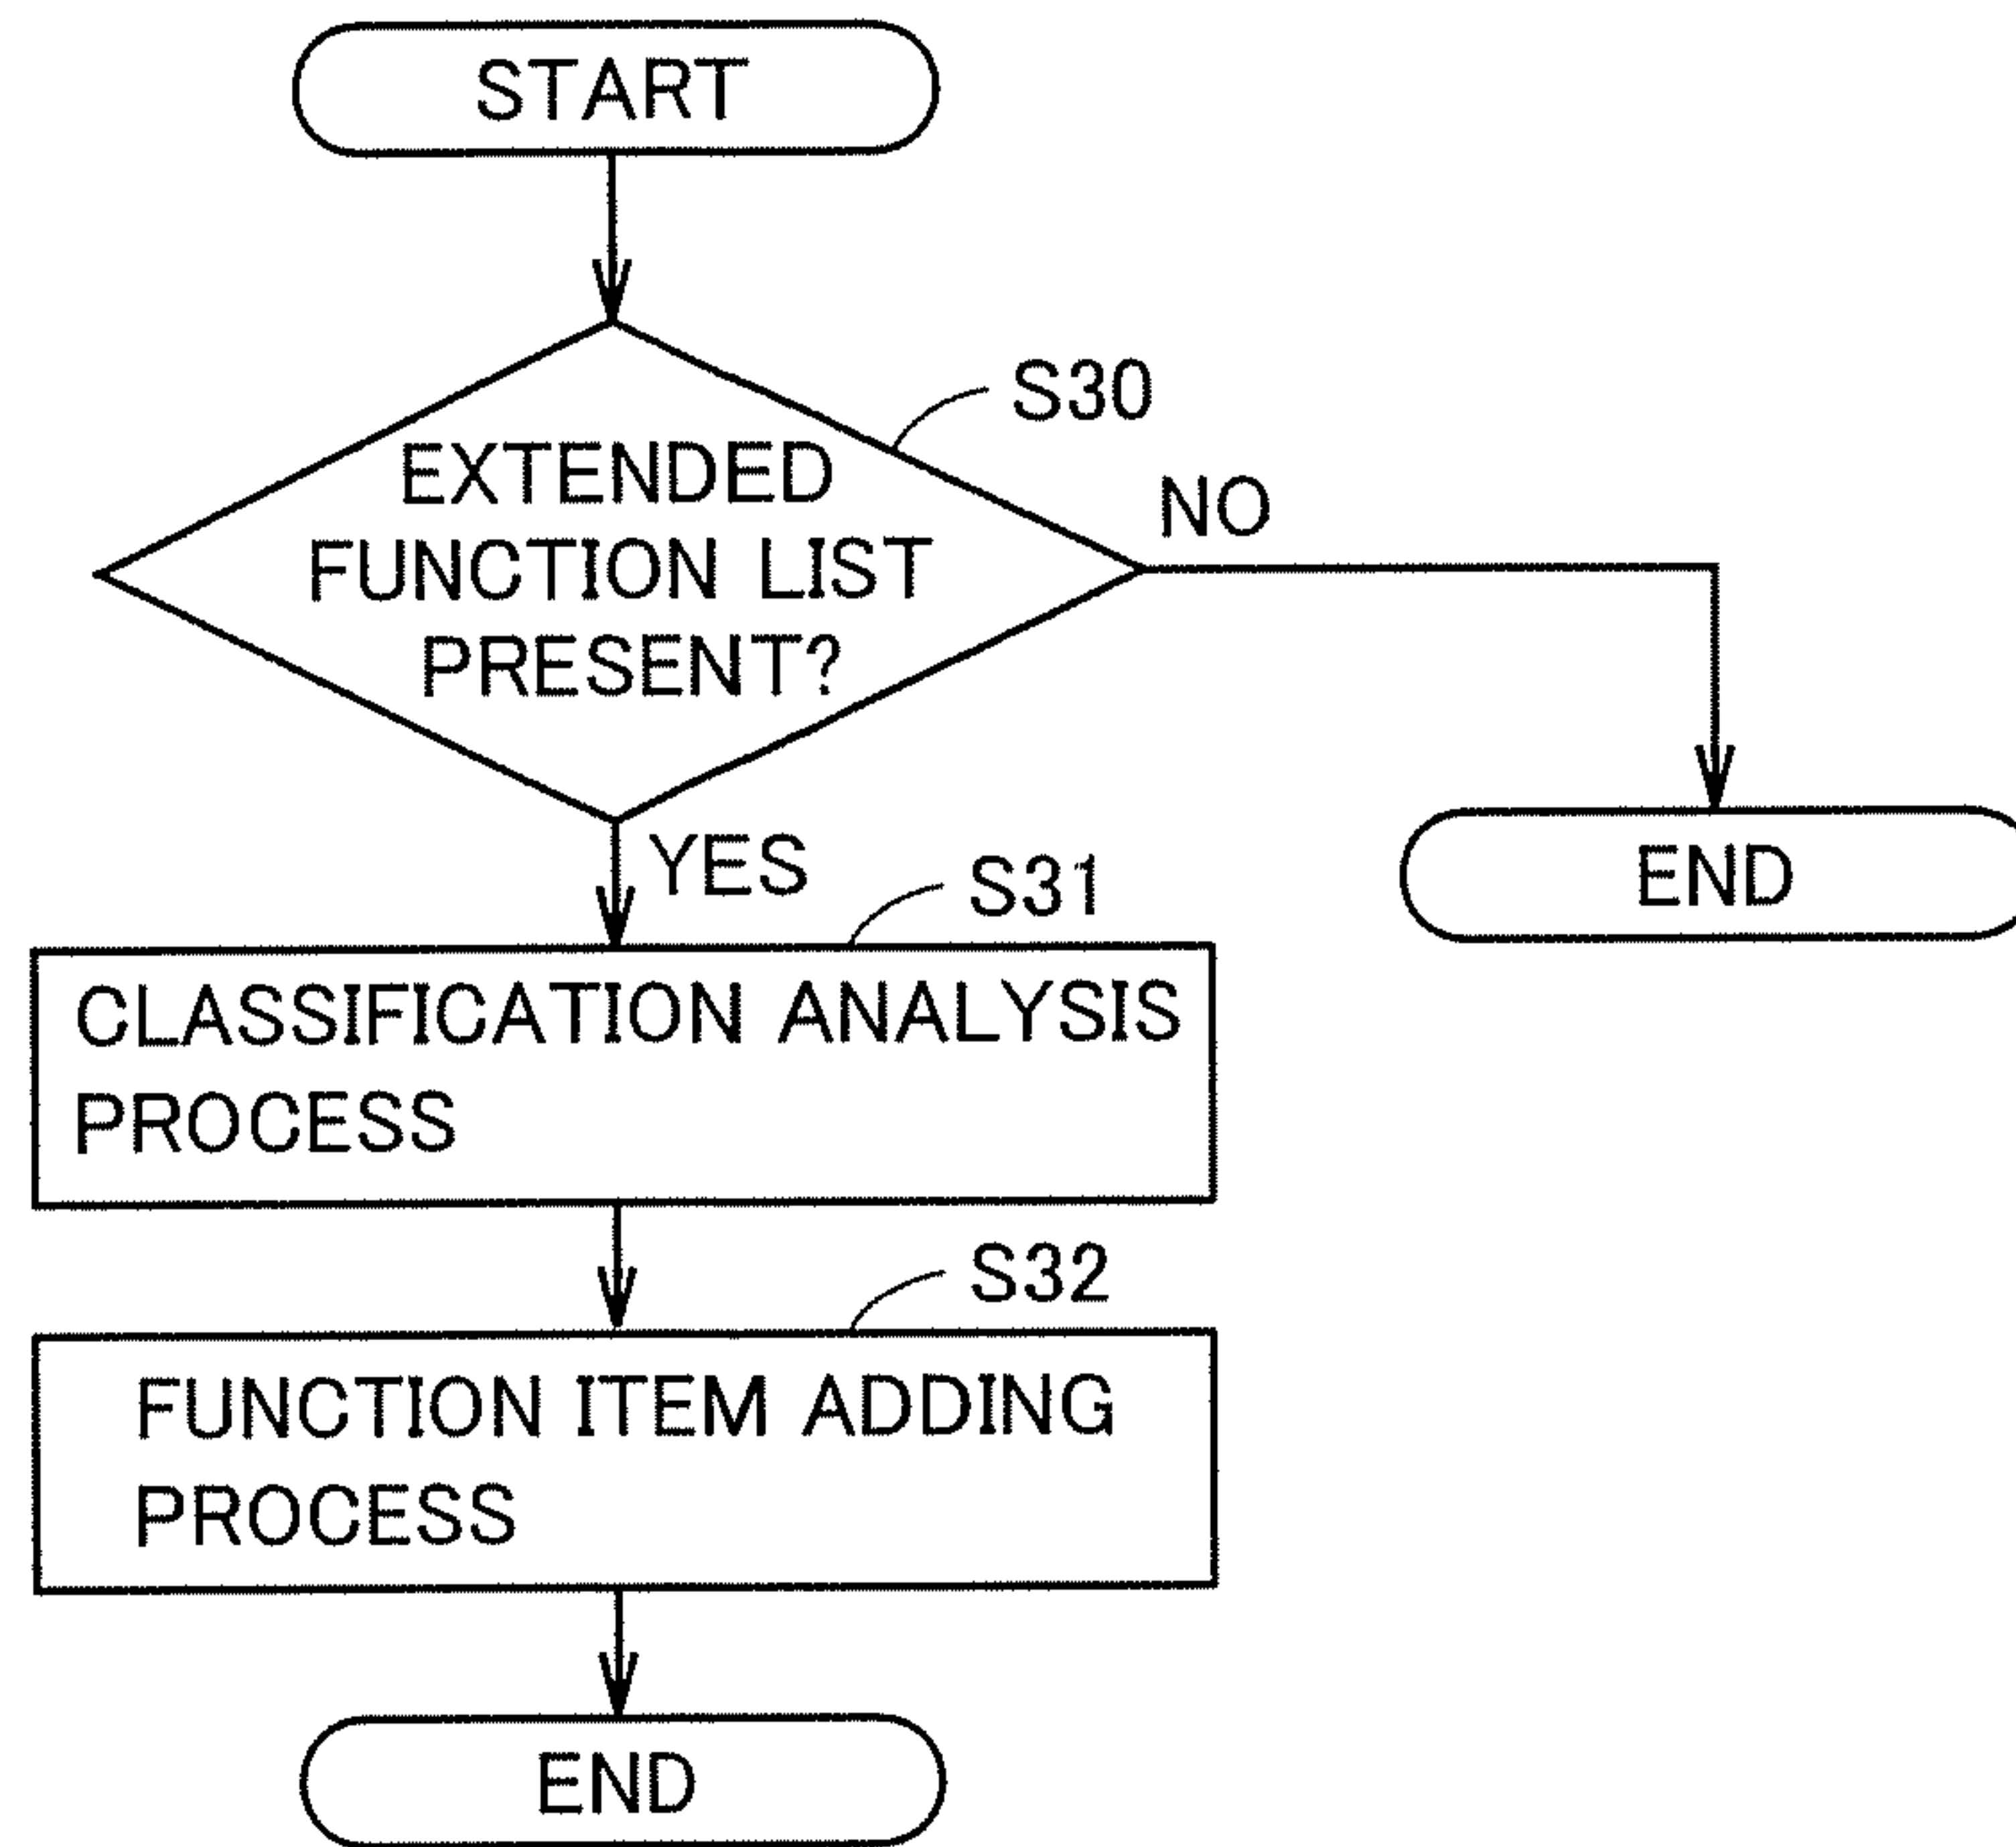 START
S30
EXTENDED
FUNCTION LIST
PRESENT?
NO
YES
END
S31
CLASSIFICATION ANALYSIS
PROCESS
S32
FUNCTION ITEM ADDING
PROCESS
END